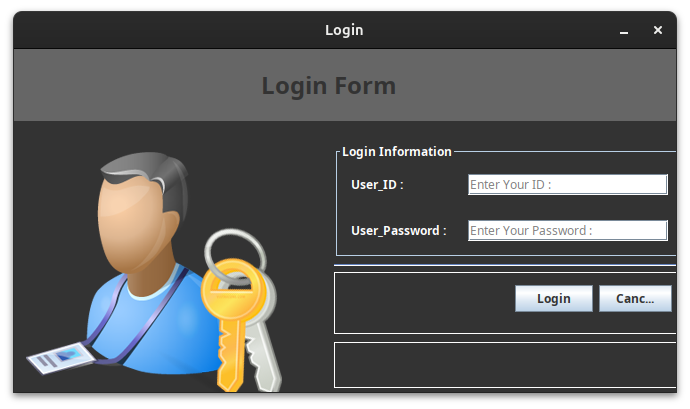 Login
Login Form
Login Information
User_ID :
Enter Your ID :
User_Password :
Enter Your Password :
Login
Canc...